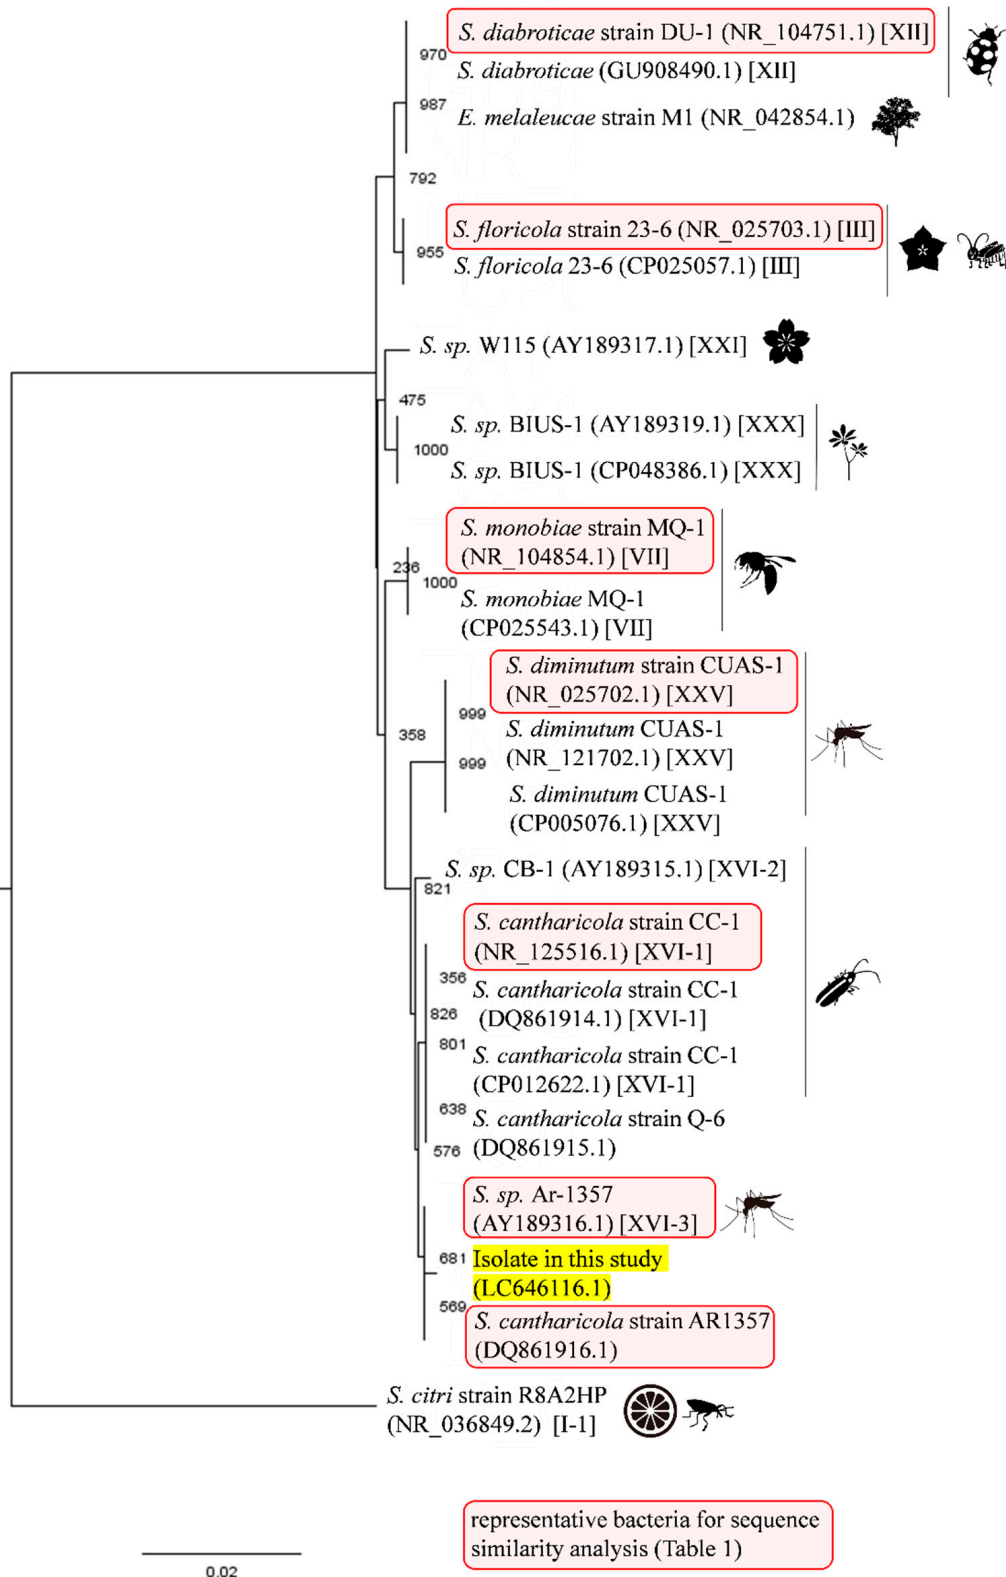 S. diabroticae strain DU-1 (NR_104751.1) [XII]
970
S. diabroticae (GU908490.1) [XII]
987
E. melaleucae strain M1 (NR_042854.1)
792
S. floricola strain 23-6 (NR_025703.1) [III]
955
S. floricola 23-6 (CP025057.1) [III]
S. sp. W115 (AY189317.1) [XXI]
475
S. sp. BIUS-1 (AY189319.1) [XXX]
1000
S. sp. BIUS-1 (CP048386.1) [XXX]
S. monobiae strain MQ-1
(NR_104854.1) [VII]
236
1000
S. monobiae MQ-1
(CP025543.1) [VII]
S. diminutum strain CUAS-1
(NR_025702.1) [XXV]
999
S. diminutum CUAS-1
(NR_121702.1) [XXV]
358
999
S. diminutum CUAS-1
(CP005076.1) [XXV]
S. sp. CB-1 (AY189315.1) [XVI-2]
821
S. cantharicola strain CC-1
(NR_125516.1) [XVI-1]
356
S. cantharicola strain CC-1
(DQ861914.1) [XVI-1]
826
801
S. cantharicola strain CC-1
(CP012622.1) [XVI-1]
638
S. cantharicola strain Q-6
(DQ861915.1)
576
S. sp. Ar-1357
(AY189316.1) [XVI-3]
681
Isolate in this study
(LC646116.1)
569
S. cantharicola strain AR1357
(DQ861916.1)
S. citri strain R8A2HP
(NR_036849.2) [I-1]
representative bacteria for sequence
similarity analysis (Table 1)
0.02